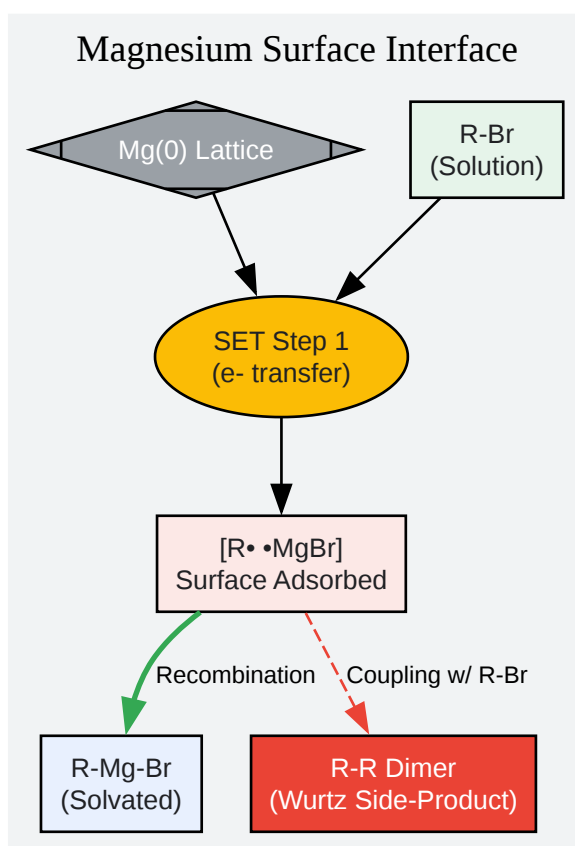 Magnesium Surface Interface
Mg(0) Lattice
R-Br
(Solution)
SET Step 1
(e- transfer)
[R• •MgBr]
Surface Adsorbed
Recombination
Coupling w/ R-Br
R-Mg-Br
(Solvated)
R-R Dimer
(Wurtz Side-Product)